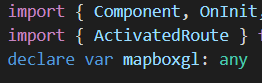 import { Component, OnInit,
import { ActivatedRoute }
declare var mapboxgl: any